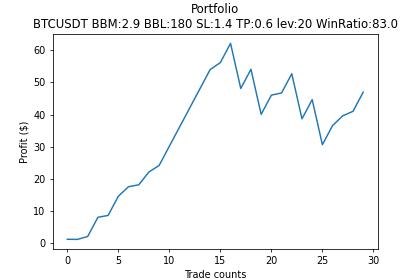 Portfolio
BTCUSDT BBM:2.9 BBL:180 SL:1.4 TP:0.6 lev:20 WinRatio:83.0
60
50
40
30
20
10
0
Profit ($)
0 5 10 15 20 25 30
Trade counts